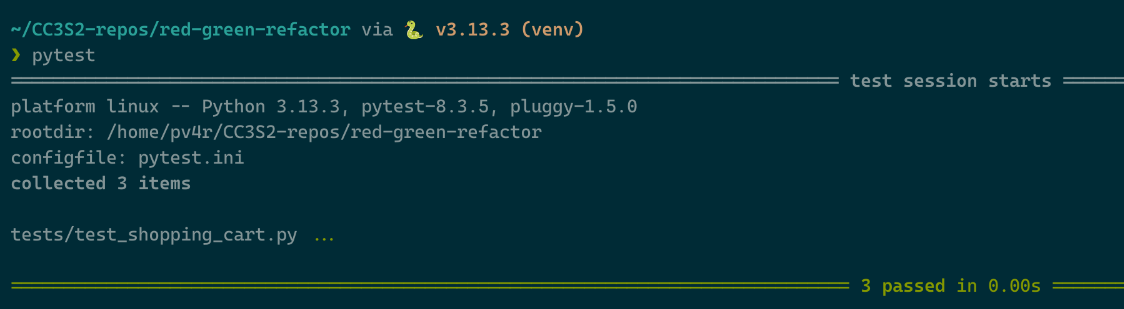 ~/CC3S2-repos/red-green-refactor via 🐍 v3.13.3 (venv)
❯ pytest
test session starts
platform linux -- Python 3.13.3, pytest-8.3.5, pluggy-1.5.0
rootdir: /home/pv4r/CC3S2-repos/red-green-refactor
configfile: pytest.ini
collected 3 items
tests/test_shopping_cart.py ...
3 passed in 0.00s